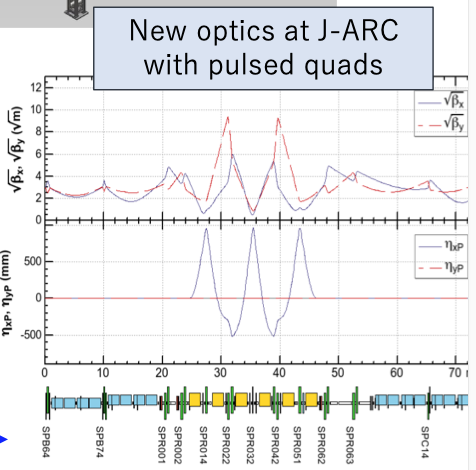 New optics at J-ARC
with pulsed quads
12
10
8
6
4
2
0
√βx, √βy (√m)
√βx
√βy
500
0
-500
ηxP, ηyP (mm)
ηxP
ηyP
0 10 20 30 40 50 60 70 m
SPB64
SPB74
SPR001
SPR002
SPR014
SPR022
SPR032
SPR042
SPR051
SPR062
SPR063
SPC14